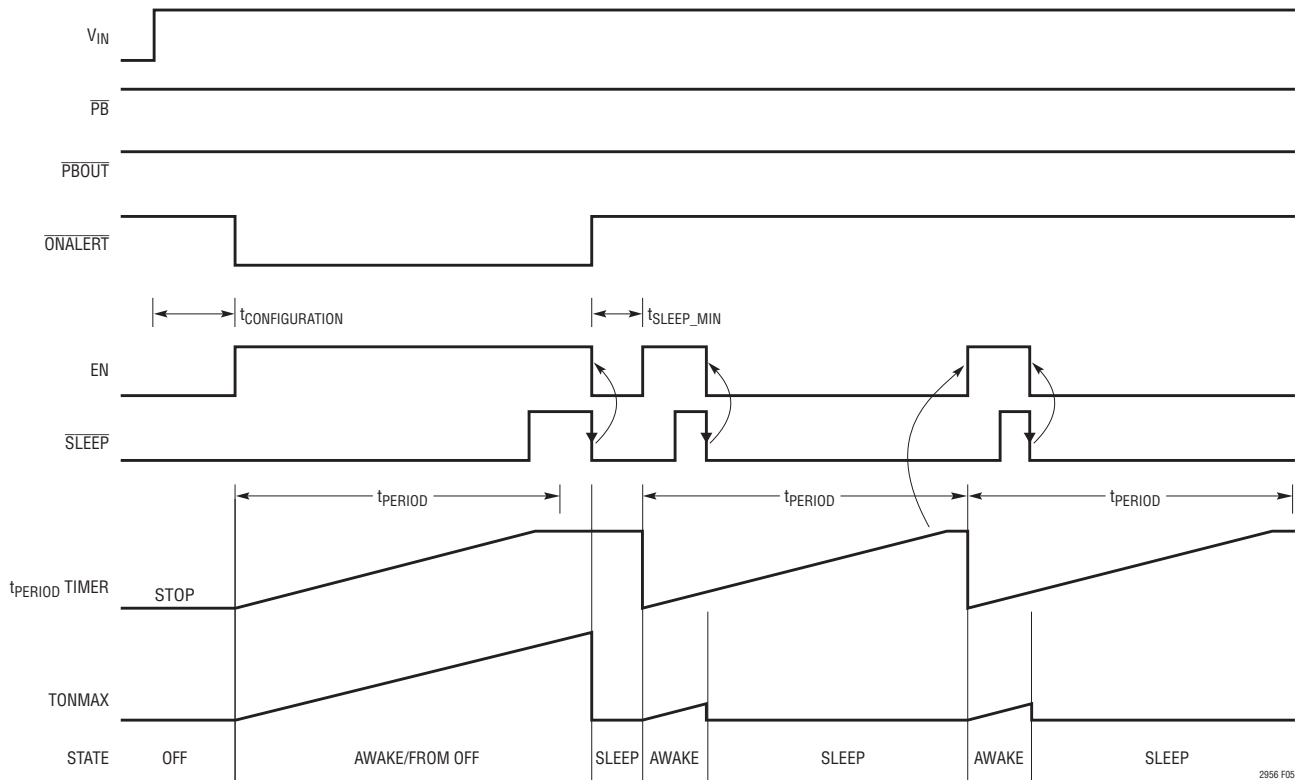 VIN
PB
PBOUT
ONALERT
tCONFIGURATION
tSLEEP_MIN
EN
SLEEP
tPERIOD
tPERIOD
tPERIOD
tPERIOD TIMER
STOP
TONMAX
STATE
OFF
AWAKE/FROM OFF
SLEEP
AWAKE
SLEEP
AWAKE
SLEEP
2956 F05